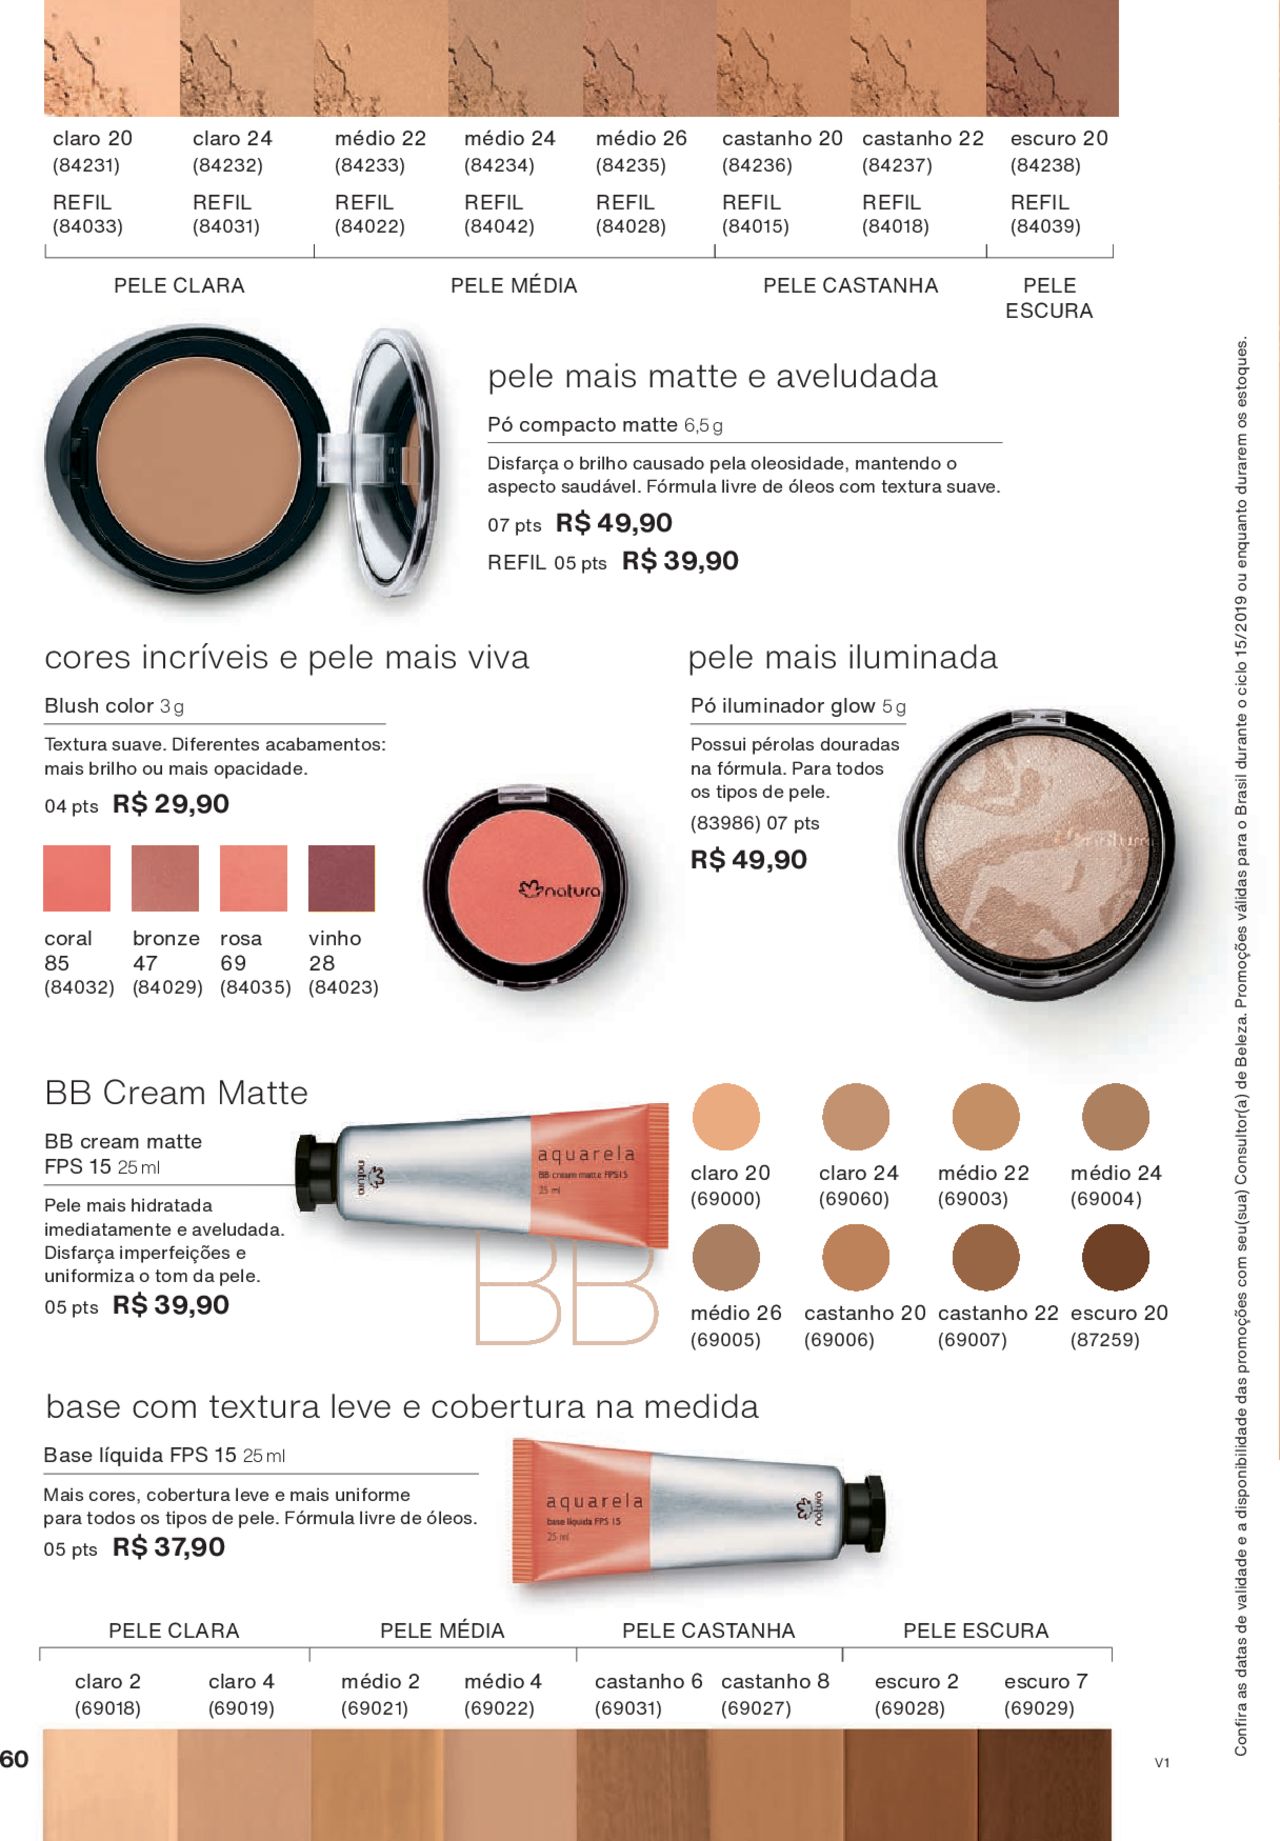 claro 20
(84231)
REFIL
(84033)
claro 24
(84232)
REFIL
(84031)
médio 22
(84233)
REFIL
(84022)
médio 24
(84234)
REFIL
(84042)
médio 26
(84235)
REFIL
(84028)
castanho 20
(84236)
REFIL
(84015)
castanho 22
(84237)
REFIL
(84018)
escuro 20
(84238)
REFIL
(84039)
PELE CLARA
PELE MÉDIA
PELE CASTANHA
PELE
ESCURA
pele mais matte e aveludada
Pó compacto matte 6,5 g
Disfarça o brilho causado pela oleosidade, mantendo o
aspecto saudável. Fórmula livre de óleos com textura suave.
07 pts R$ 49,90
REFIL 05 pts R$ 39,90
cores incríveis e pele mais viva
Blush color 3 g
Textura suave. Diferentes acabamentos:
mais brilho ou mais opacidade.
04 pts R$ 29,90
coral
85
(84032)
bronze
47
(84029)
rosa
69
(84035)
vinho
28
(84023)
natura
pele mais iluminada
Pó iluminador glow 5 g
Possui pérolas douradas
na fórmula. Para todos
os tipos de pele.
(83986) 07 pts
R$ 49,90
BB Cream Matte
BB cream matte
FPS 15 25 ml
Pele mais hidratada
imediatamente e aveludada.
Disfarça imperfeições e
uniformiza o tom da pele.
05 pts R$ 39,90
natura
aquarela
BB cream matte FPS15
25 ml
BB
claro 20
(69000)
claro 24
(69060)
médio 22
(69003)
médio 24
(69004)
médio 26
(69005)
castanho 20
(69006)
castanho 22
(69007)
escuro 20
(87259)
base com textura leve e cobertura na medida
Base líquida FPS 15 25 ml
Mais cores, cobertura leve e mais uniforme
para todos os tipos de pele. Fórmula livre de óleos.
05 pts R$ 37,90
aquarela
base líquida FPS 15
25 ml
natura
PELE CLARA
PELE MÉDIA
PELE CASTANHA
PELE ESCURA
claro 2
(69018)
claro 4
(69019)
médio 2
(69021)
médio 4
(69022)
castanho 6
(69031)
castanho 8
(69027)
escuro 2
(69028)
escuro 7
(69029)
60
V1
Confira as datas de validade e a disponibilidade das promoções com seu(sua) Consultor(a) de Beleza. Promoções válidas para o Brasil durante o ciclo 15/2019 ou enquanto durarem os estoques.